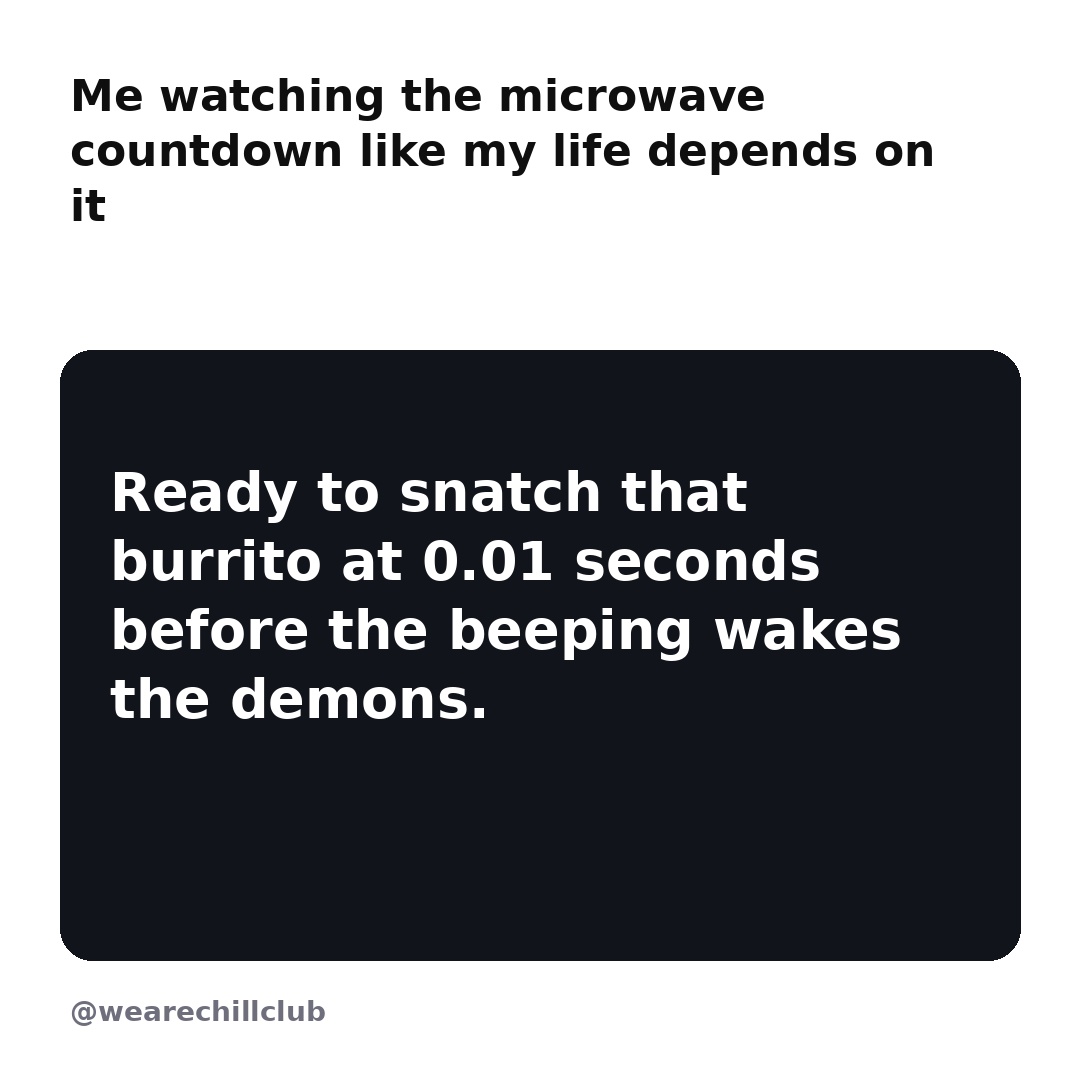 Me watching the microwave
countdown like my life depends on
it
Ready to snatch that
burrito at 0.01 seconds
before the beeping wakes
the demons.
@wearechillclub